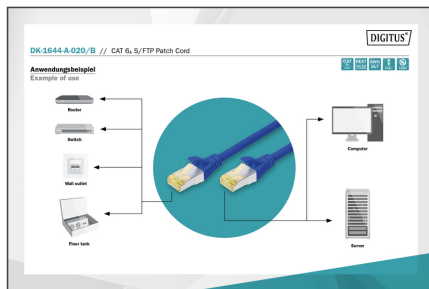 DIGITUS®
DK-1644-A-020/B // CAT 6A S/FTP Patch Cord
Anwendungsbeispiel
Example of use
CAT
Router
Switch
Wall outlet
Floor tank
Computer
Server